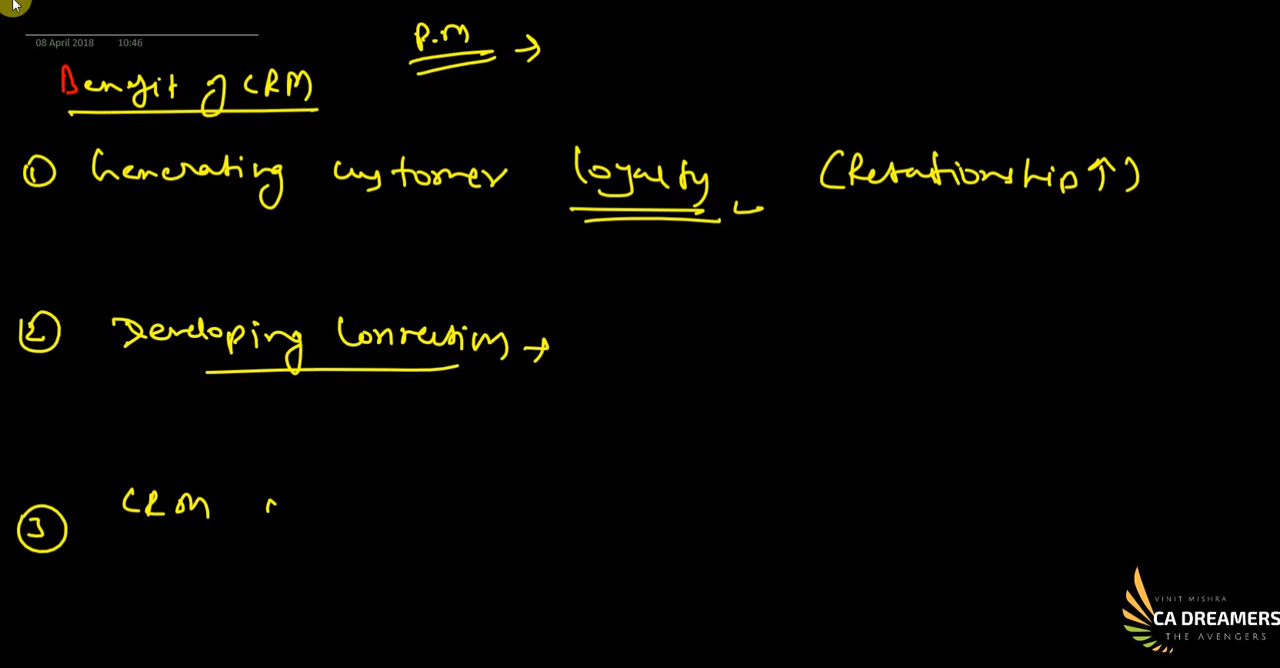 08 April 2018 10:46
P.M →
Benefit of CRM
① Generating customer loyalty (Relationship ↑)
② Developing Connections →
③ CRM
VINIT MISHRA
CA DREAMERS
THE AVENGERS